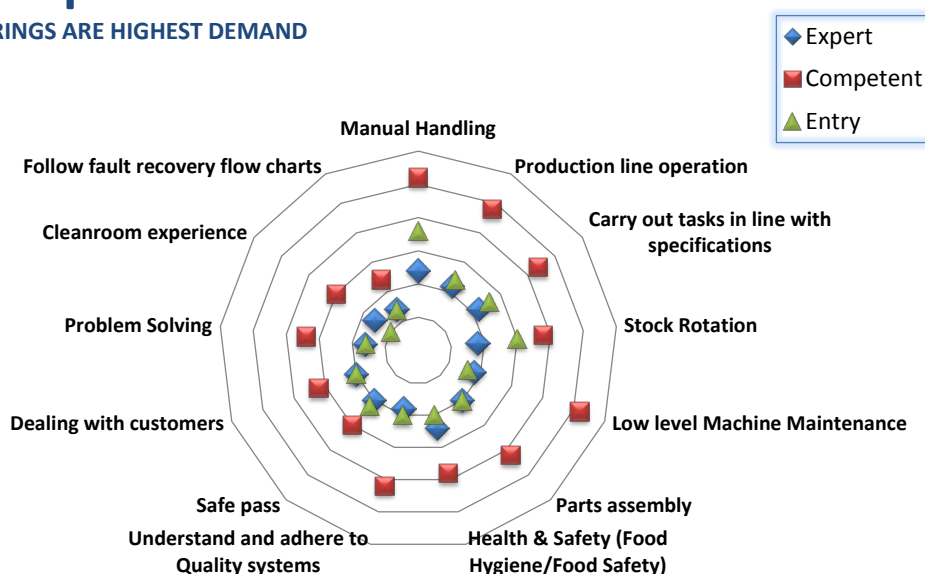 RINGS ARE HIGHEST DEMAND
Expert
Competent
Entry
Manual Handling
Follow fault recovery flow charts
Production line operation
Carry out tasks in line with
specifications
Cleanroom experience
Problem Solving
Stock Rotation
Dealing with customers
Low level Machine Maintenance
Safe pass
Parts assembly
Understand and adhere to
Quality systems
Health & Safety (Food
Hygiene/Food Safety)